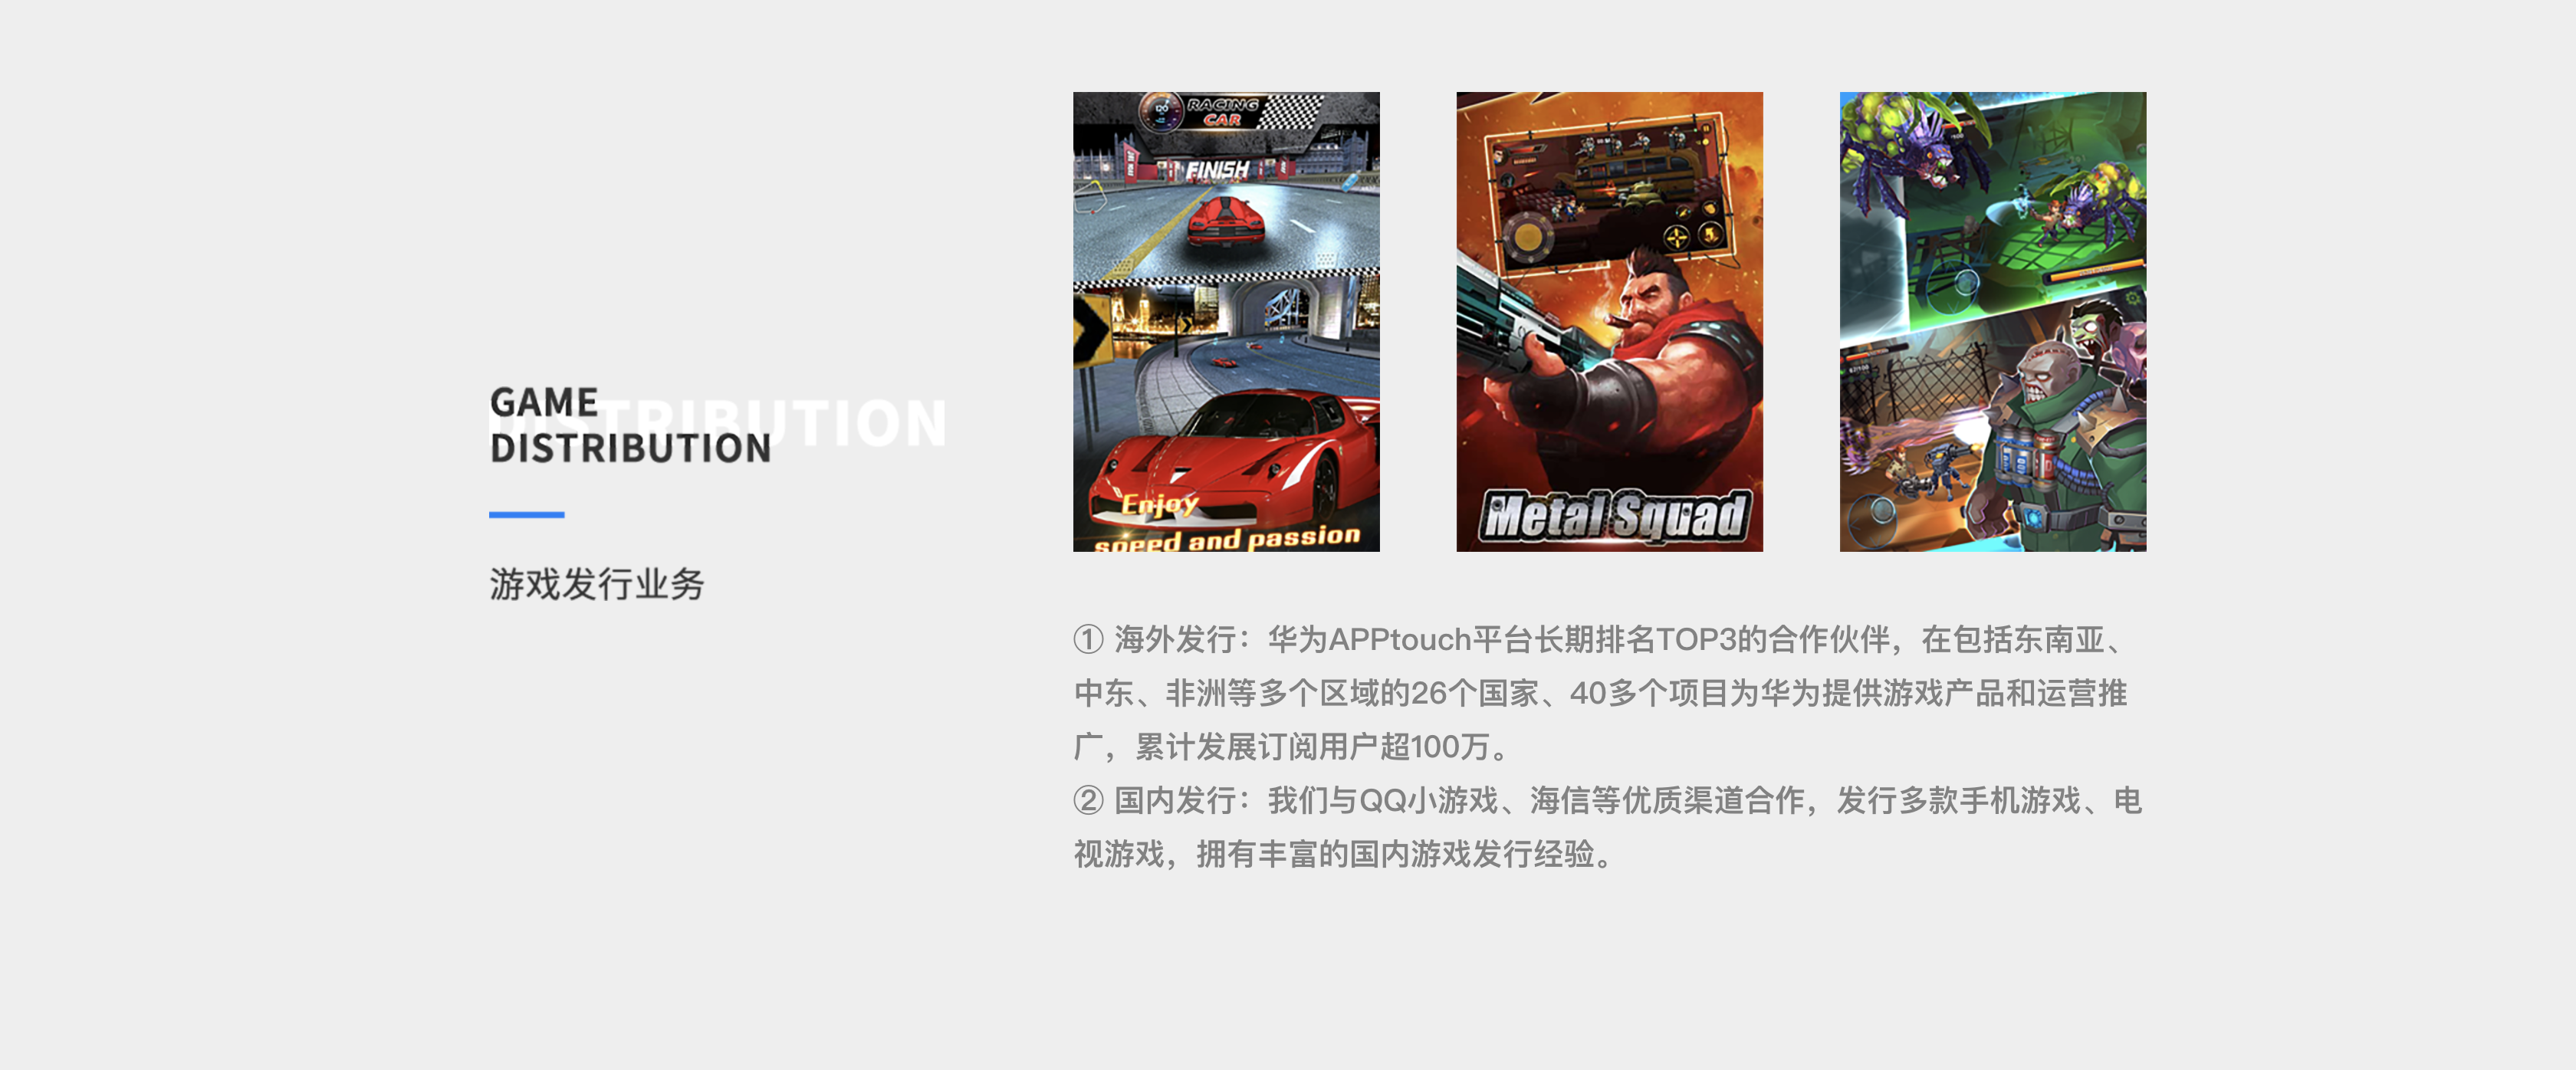 GAME
DISTRIBUTION
DISTRIBUTION
游戏发行业务
120
RACING
CAR
FINISH
Enjoy
speed and passion
Metal Squad
① 海外发行：华为APPtouch平台长期排名TOP3的合作伙伴，在包括东南亚、
中东、非洲等多个区域的26个国家、40多个项目为华为提供游戏产品和运营推
广，累计发展订阅用户超100万。
② 国内发行：我们与QQ小游戏、海信等优质渠道合作，发行多款手机游戏、电
视游戏，拥有丰富的国内游戏发行经验。